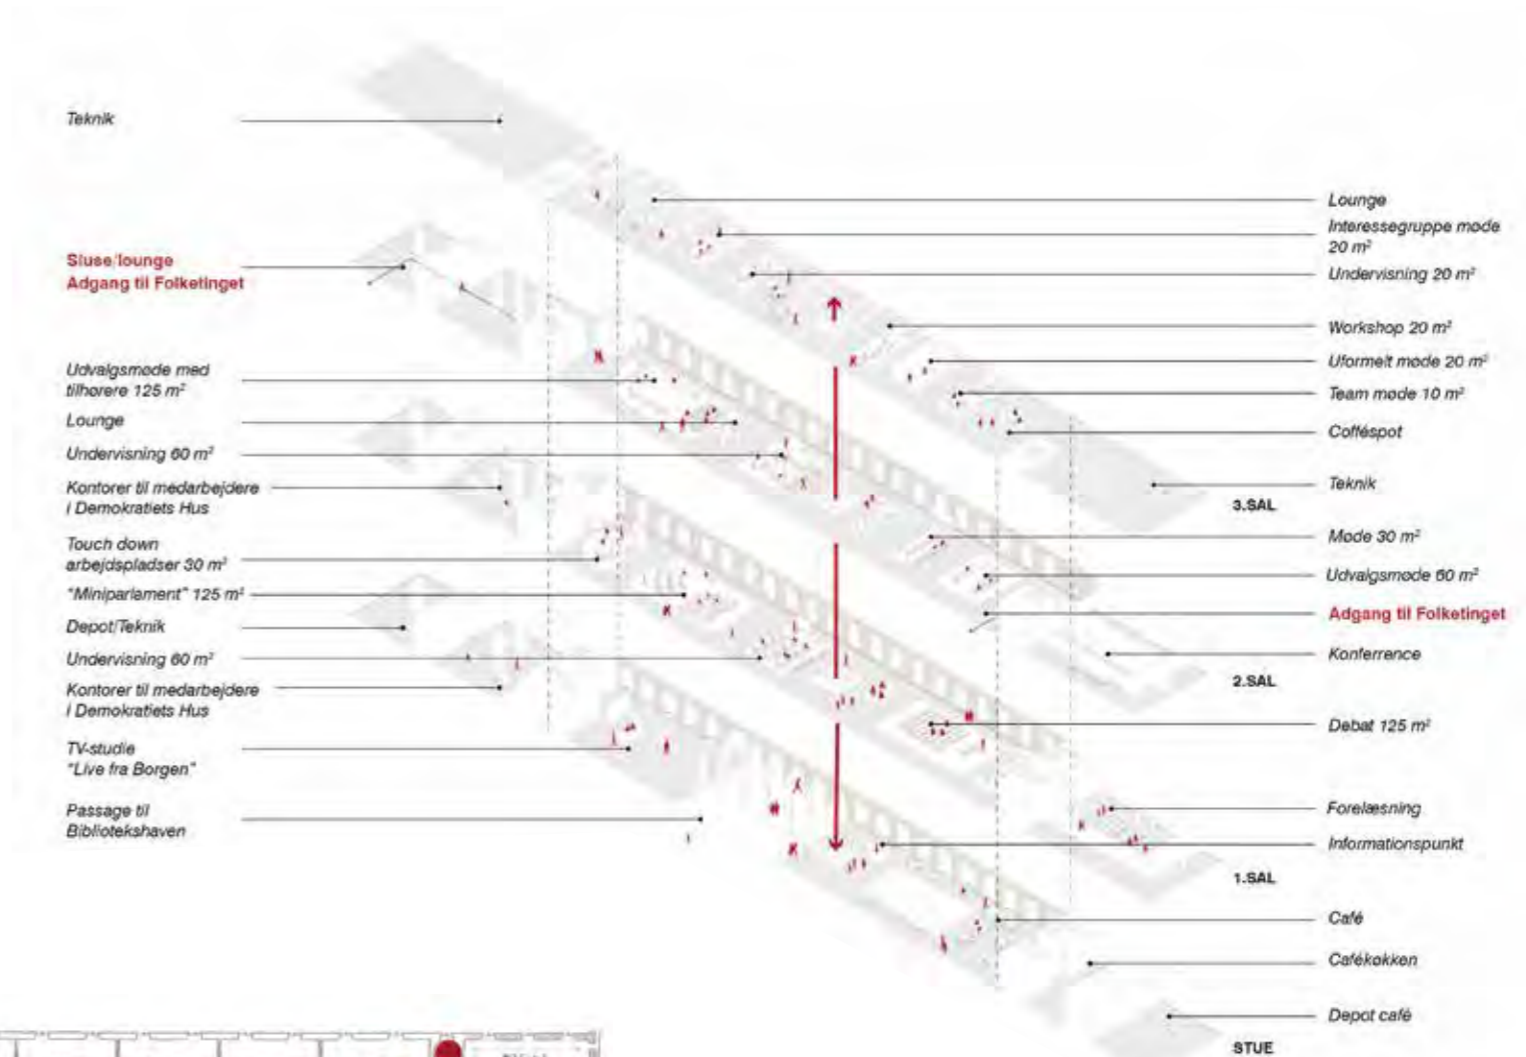 Teknik
Sluse/lounge
Adgang til Folketinget
Udvalgsmøde med
tilhørere 125 m²
Lounge
Undervisning 60 m²
Kontorer til medarbejdere
i Demokratiets Hus
Touch down
arbejdspladser 30 m²
"Miniparlament" 125 m²
Depot/Teknik
Undervisning 60 m²
Kontorer til medarbejdere
i Demokratiets Hus
TV-studie
"Live fra Borgen"
Passage til
Bibliotekshaven
Lounge
Interessegruppe møde
20 m²
Undervisning 20 m²
Workshop 20 m²
Uformelt møde 20 m²
Team møde 10 m²
Cofféspot
Teknik
3.SAL
Møde 30 m²
Udvalgsmøde 60 m²
Adgang til Folketinget
Konferrence
2.SAL
Debat 125 m²
Forelæsning
Informationspunkt
1.SAL
Café
Cafékøkken
Depot café
STUE